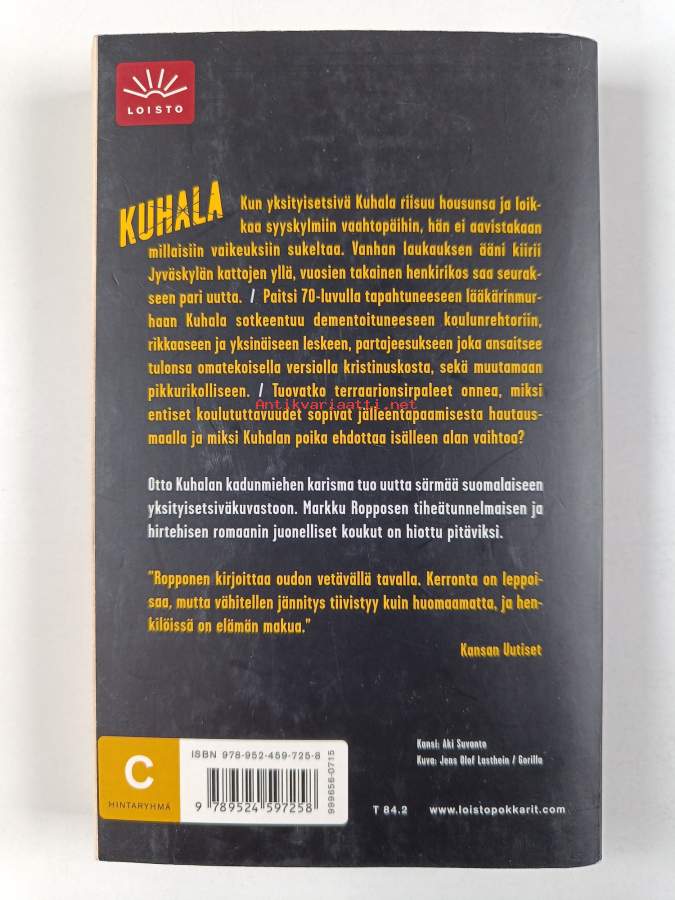 LOISTO
KUHALA
Kun yksityisetsivä Kuhala riisuu housunsa ja loik-
kaa syyskylmiin vaahtopäihin, hän ei aavistakaan
millaisiin vaikeuksiin sukeltaa. Vanhan laukauksen ääni kiirii
Jyväskylän kattojen yllä, vuosien takainen henkirikos saa seurak-
seen pari uutta. / Paitsi 70-luvulla tapahtuneeseen lääkärinmur-
haan Kuhala sotkeentuu dementoituneeseen koulunrehtoriin,
rikkaaseen ja yksinäiseen leskeen, partajeesukseen joka ansaitsee
tulonsa omatekoisella versiolla kristinuskosta, sekä muutamaan
pikkurikolliseen. / Tuovatko terraarionsirpaleet onnea, miksi
Antikvariaatti.net
entiset koulututtavuudet sopivat jälleentapaamisesta hautaus-
maalla ja miksi Kuhalan poika ehdottaa isälleen alan vaihtoa?
Otto Kuhalan kadunmiehen karisma tuo uutta särmää suomalaiseen
yksityisetsiväkuvastoon. Markku Ropposen tiheätunnelmaisen ja
hirtehisen romaanin juonelliset koukut on hiottu pitäviksi.
"Ropponen kirjoittaa oudon vetävällä tavalla. Kerronta on leppoi-
saa, mutta vähitellen jännitys tiivistyy kuin huomaamatta, ja hen-
kilöissä on elämän makua."
Kansan Uutiset
C
HINTARYHMÄ
ISBN 978-952-459-725-8
9 789524 597258
999656-0715
Kansi: Aki Suvanto
Kuva: Jens Olof Lasthein / Gorilla
T 84.2 www.loistopokkarit.com